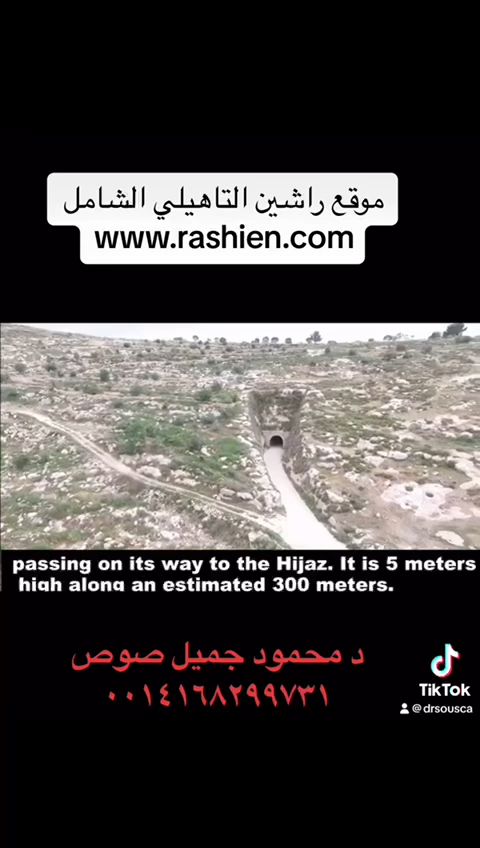 موقع راشين التاهيلي الشامل
www.rashien.com
passing on its way to the Hijaz. It is 5 meters
high along an estimated 300 meters.
د محمود جميل صوص
٠٠١٤١٦٨٢٩٩٧٣١
TikTok
@drsousca